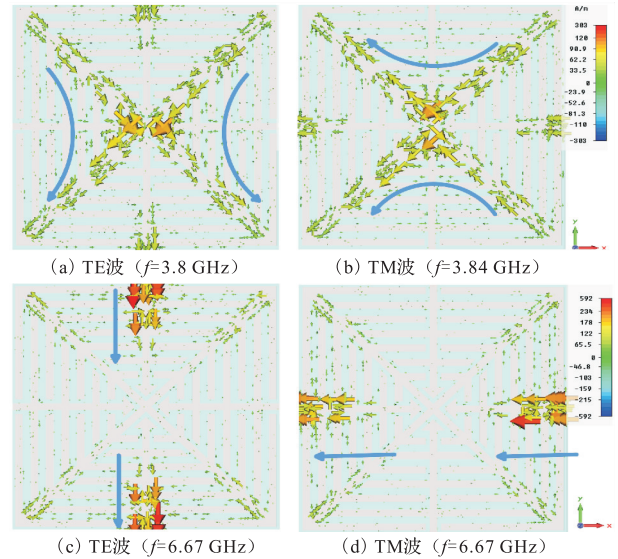 A/m
303
118
90.9
62.2
33.5
0
-23.9
-52.6
-81.3
-110
-303
y
x
(a) TE波 (f=3.8 GHz)
(b) TM波 (f=3.84 GHz)
592
234
178
122
65.5
0
-46.8
-103
-159
-215
-592
y
x
(c) TE波 (f=6.67 GHz)
(d) TM波 (f=6.67 GHz)